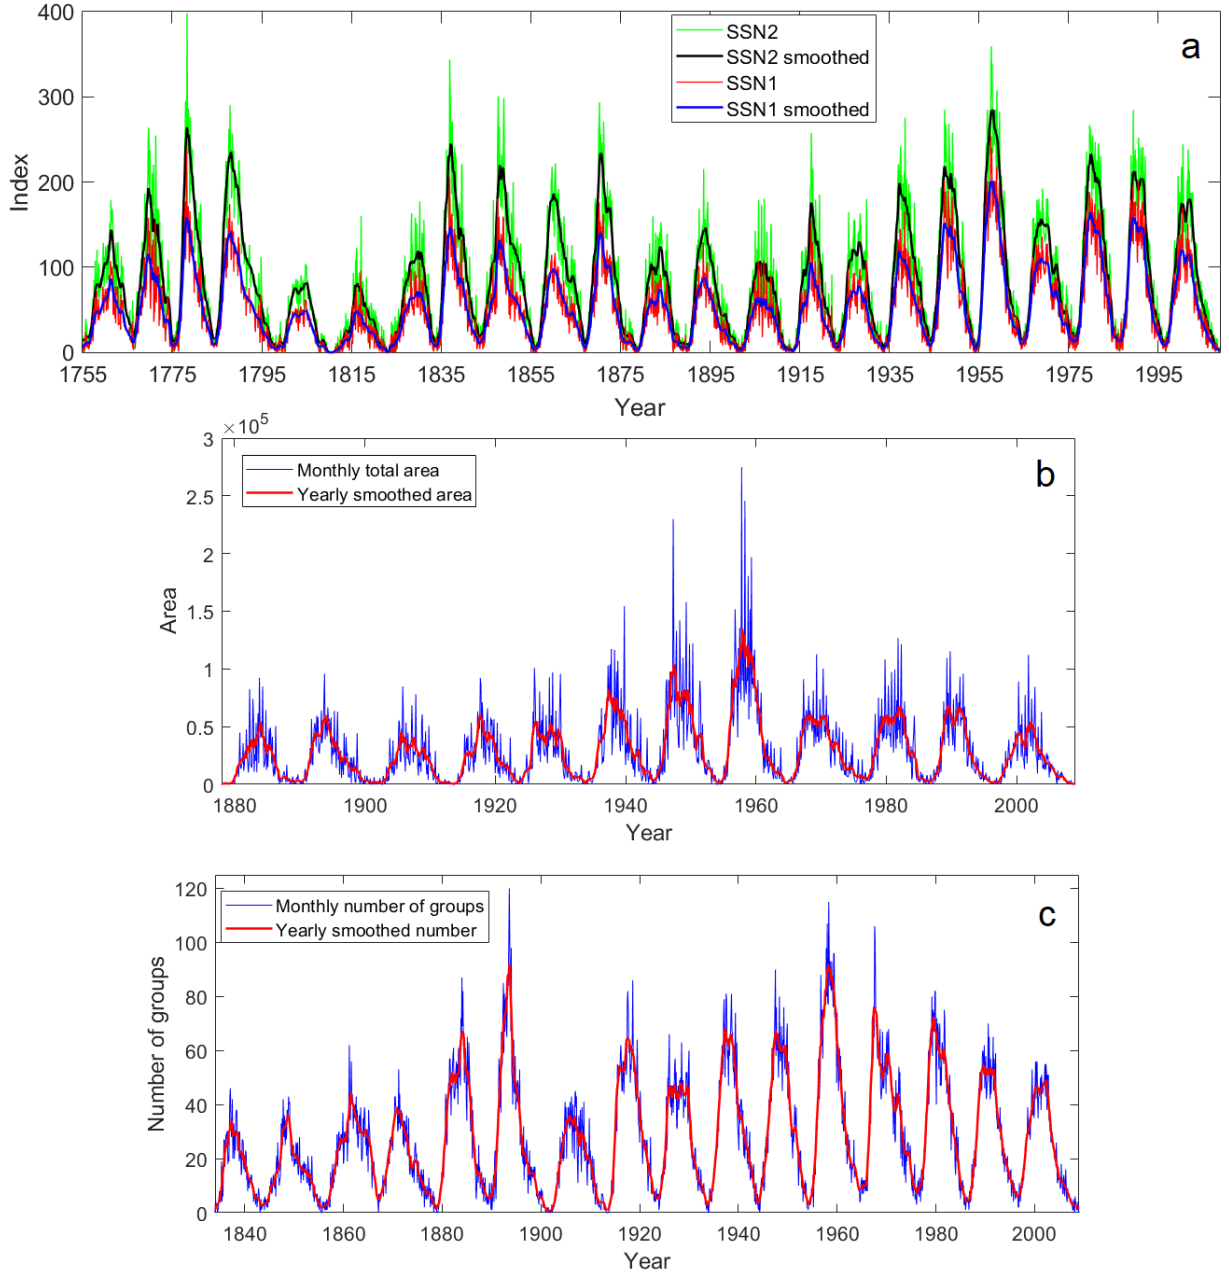 400
300
200
100
0
Index
SSN2
SSN2 smoothed
SSN1
SSN1 smoothed
a
1755 1775 1795 1815 1835 1855 1875 1895 1915 1935 1955 1975 1995
Year
×10⁵
3
2.5
2
1.5
1
0.5
0
Area
Monthly total area
Yearly smoothed area
b
1880 1900 1920 1940 1960 1980 2000
Year
120
100
80
60
40
20
0
Number of groups
Monthly number of groups
Yearly smoothed number
c
1840 1860 1880 1900 1920 1940 1960 1980 2000
Year